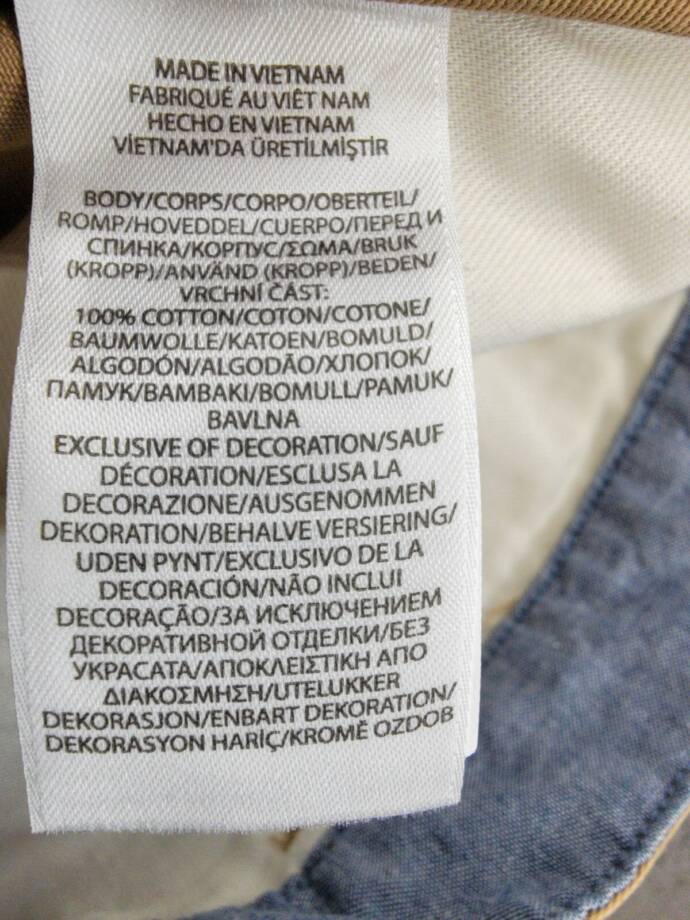 MADE IN VIETNAM
FABRIQUÉ AU VIÊT NAM
HECHO EN VIETNAM
VİETNAM'DA ÜRETİLMİŞTİR
BODY/CORPS/CORPO/OBERTEIL/
ROMP/HOVEDDEL/CUERPO/ПЕРЕД И
СПИНКА/КОРПУС/ΣΩΜΑ/BRUK
(KROPP)/ANVÄND (KROPP)/BEDEN/
VRCHNÍ ČÁST:
100% COTTON/COTON/COTONE/
BAUMWOLLE/KATOEN/BOMULD/
ALGODÓN/ALGODÃO/ХЛОПОК/
ПАМУК/ΒΑΜΒΑΚΙ/BOMULL/PAMUK/
BAVLNA
EXCLUSIVE OF DECORATION/SAUF
DÉCORATION/ESCLUSA LA
DECORAZIONE/AUSGENOMMEN
DEKORATION/BEHALVE VERSIERING/
UDEN PYNT/EXCLUSIVO DE LA
DECORACIÓN/NÃO INCLUI
DECORAÇÃO/ЗА ИСКЛЮЧЕНИЕМ
ДЕКОРАТИВНОЙ ОТДЕЛКИ/БЕЗ
УКРАСАТА/ΑΠΟΚΛΕΙΣΤΙΚΗ ΑΠΟ
ΔΙΑΚΟΣΜΗΣΗ/UTELUKKER
DEKORASJON/ENBART DEKORATION/
DEKORASYON HARİÇ/KROMĚ OZDOB